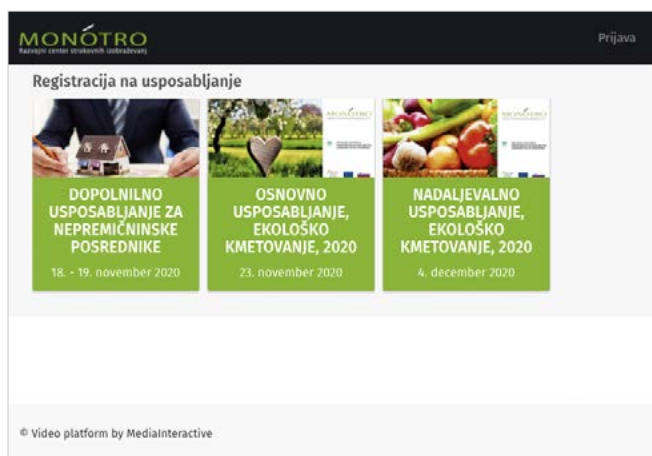 MONÓTRO
Razvojni center strokovnih izobraževanj
Prijava
Registracija na usposabljanje
DOPOLNILNO
USPOSABLJANJE ZA
NEPREMIČNINSKE
POSREDNIKE
18. - 19. november 2020
MONÓTRO
OSNOVNO
USPOSABLJANJE,
EKOLOŠKO
KMETOVANJE, 2020
23. november 2020
MONÓTRO
NADALJEVALNO
USPOSABLJANJE,
EKOLOŠKO
KMETOVANJE, 2020
4. december 2020
© Video platform by MediaInteractive